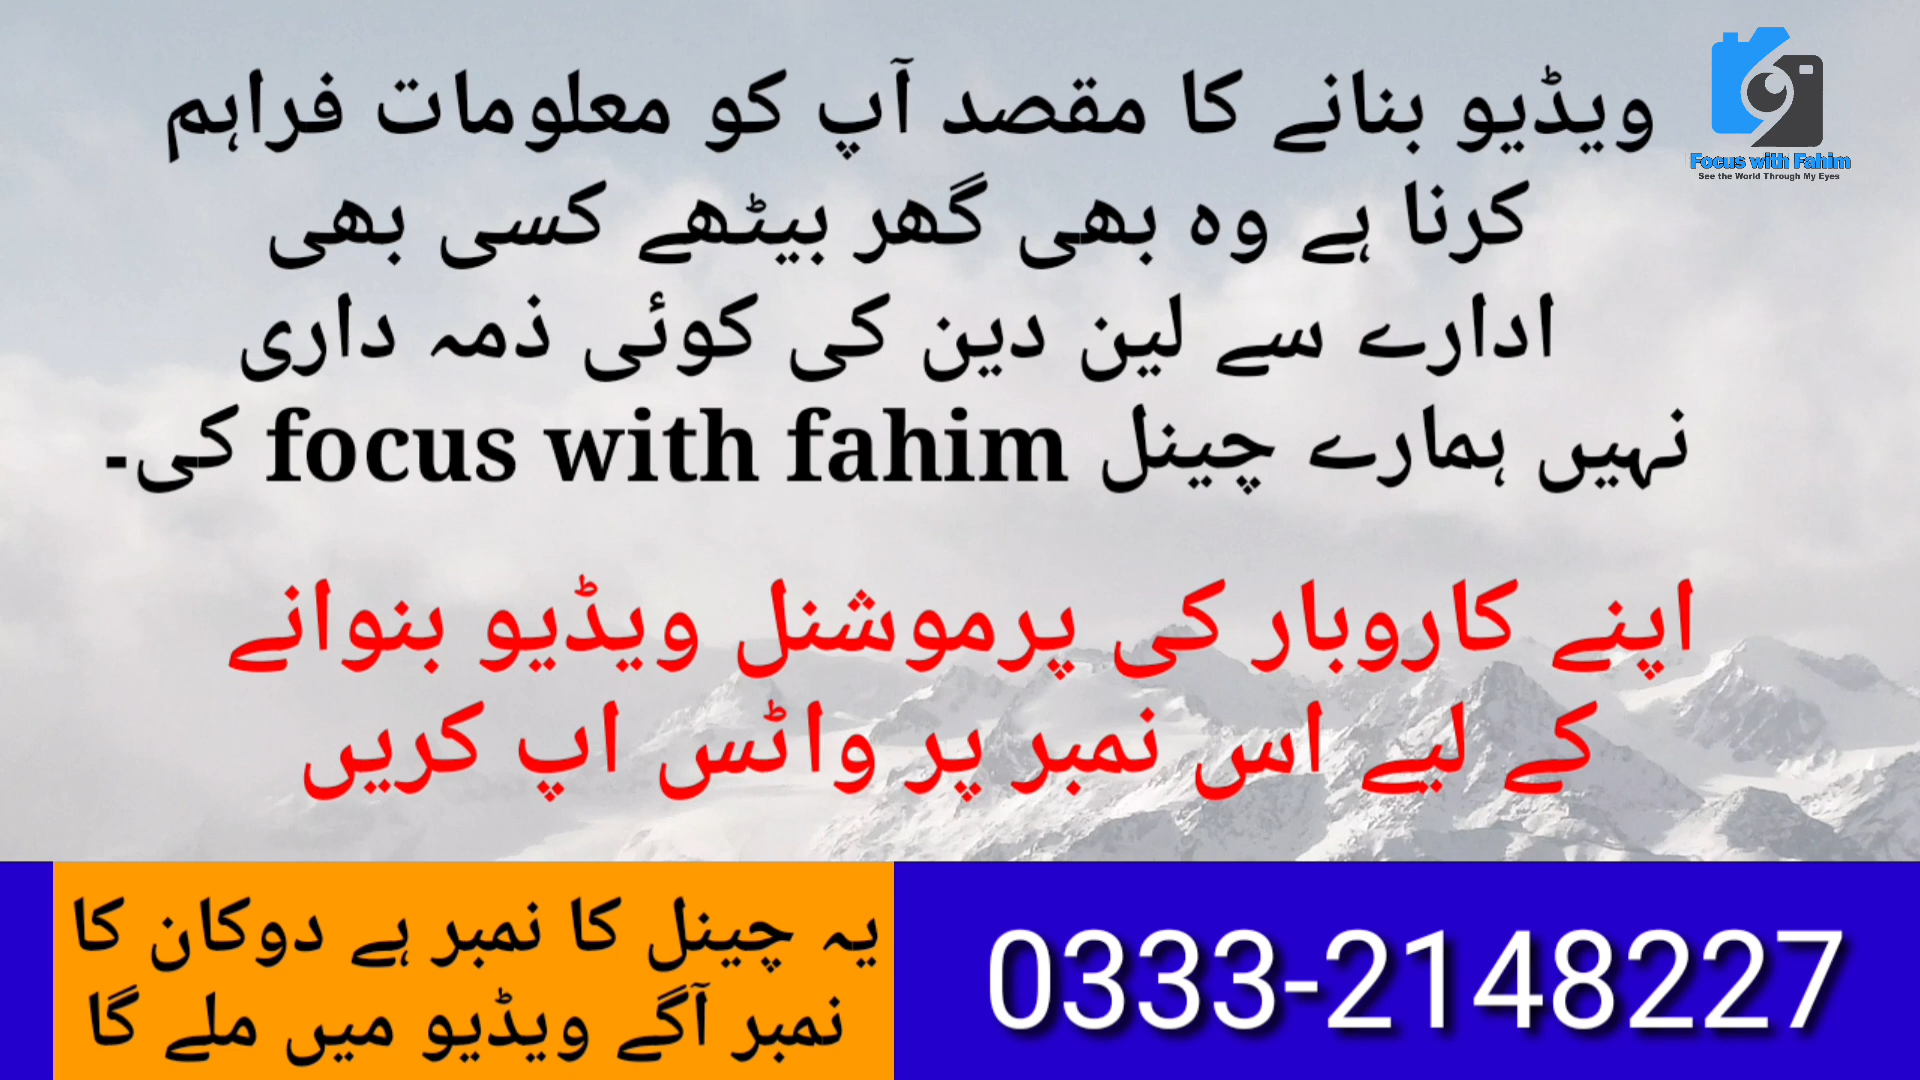 Focus with Fahim
See the World Through My Eyes
ویڈیو بنانے کا مقصد آپ کو معلومات فراہم
کرنا ہے وہ بھی گھر بیٹھے کسی بھی
ادارے سے لین دین کی کوئی ذمہ داری
نہیں ہمارے چینل focus with fahim کی۔
اپنے کاروبار کی پرموشنل ویڈیو بنوانے
کے لیے اس نمبر پر واٹس اپ کریں
یہ چینل کا نمبر ہے دوکان کا
نمبر آگے ویڈیو میں ملے گا
0333-2148227